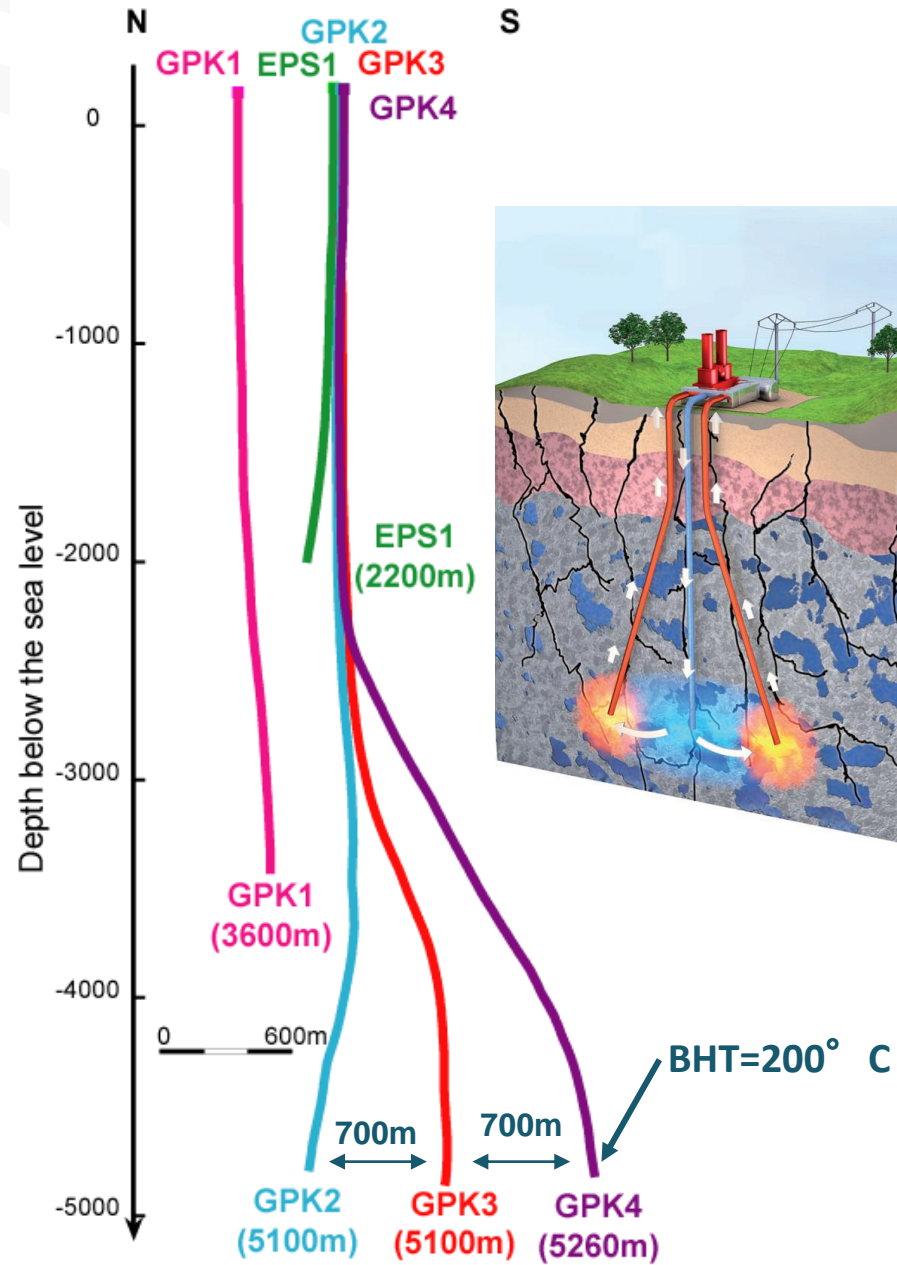 N
S
GPK2
GPK1
EPS1
GPK3
GPK4
0
-1000
-2000
-3000
-4000
-5000
Depth below the sea level
EPS1
(2200m)
GPK1
(3600m)
0
600m
BHT=200° C
700m
700m
GPK2
(5100m)
GPK3
(5100m)
GPK4
(5260m)